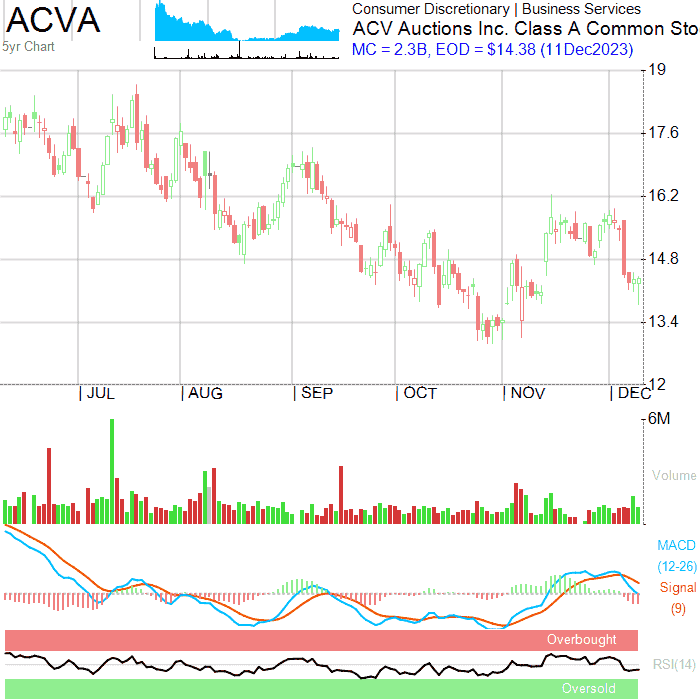 ACVA
5yr Chart
Consumer Discretionary | Business Services
ACV Auctions Inc. Class A Common Sto
MC = 2.3B, EOD = $14.38 (11Dec2023)
19
17.6
16.2
14.8
13.4
12
| JUL | AUG | SEP | OCT | NOV | DEC
6M
Volume
MACD
(12-26)
Signal
(9)
Overbought
RSI(14)
Oversold